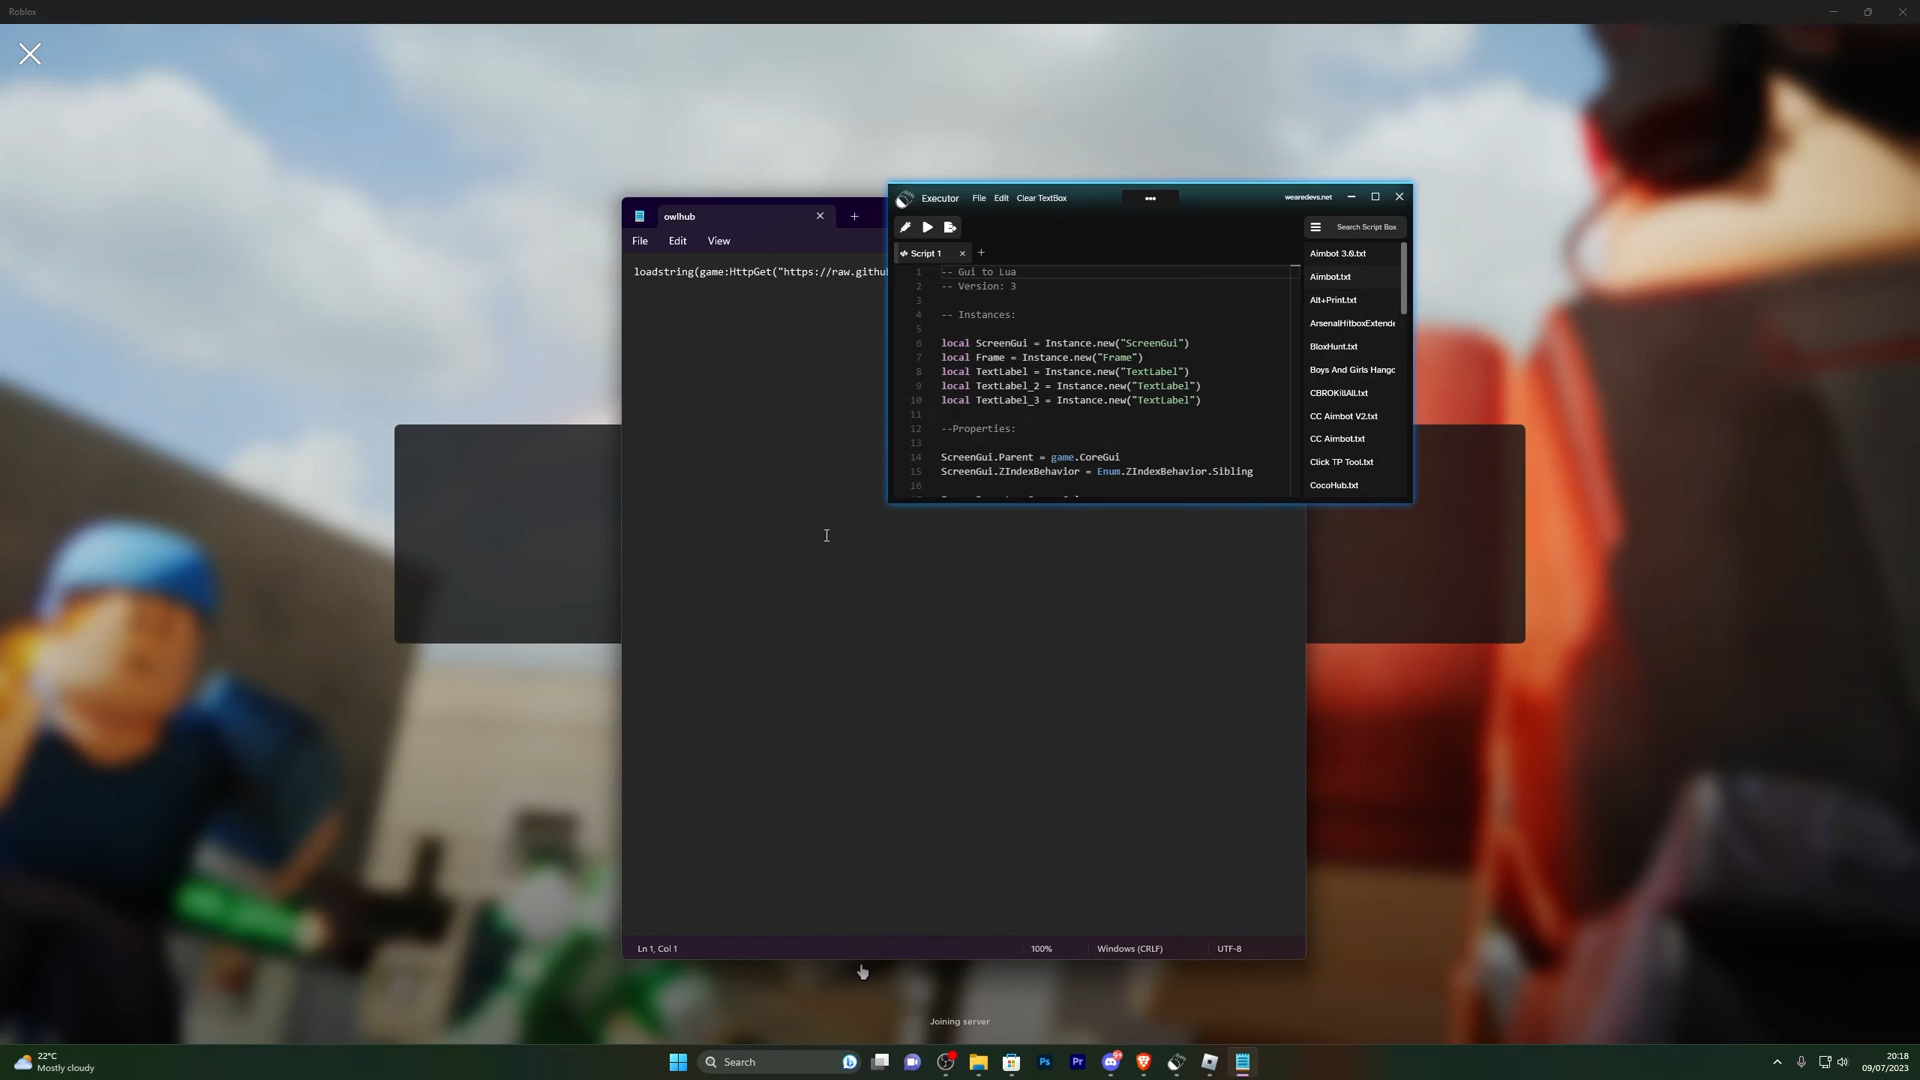 Roblox
owlhub
File Edit View
loadstring(game:HttpGet("https://raw.githu
Executor File Edit Clear TextBox
wearedevs.net
Search Script Box
Script 1
1 -- Gui to Lua
2 -- Version: 3
3
4 -- Instances:
5
6 local ScreenGui = Instance.new("ScreenGui")
7 local Frame = Instance.new("Frame")
8 local TextLabel = Instance.new("TextLabel")
9 local TextLabel_2 = Instance.new("TextLabel")
10 local TextLabel_3 = Instance.new("TextLabel")
11
12 --Properties:
13
14 ScreenGui.Parent = game.CoreGui
15 ScreenGui.ZIndexBehavior = Enum.ZIndexBehavior.Sibling
16
Aimbot 3.0.txt
Aimbot.txt
Alt+Print.txt
ArsenalHitboxExtende
BloxHunt.txt
Boys And Girls Hangc
CBROKillAll.txt
CC Aimbot V2.txt
CC Aimbot.txt
Click TP Tool.txt
CocoHub.txt
Ln 1, Col 1
100%
Windows (CRLF)
UTF-8
Joining server
22°C
Mostly cloudy
Search
Ps
Pr
20:18
09/07/2023